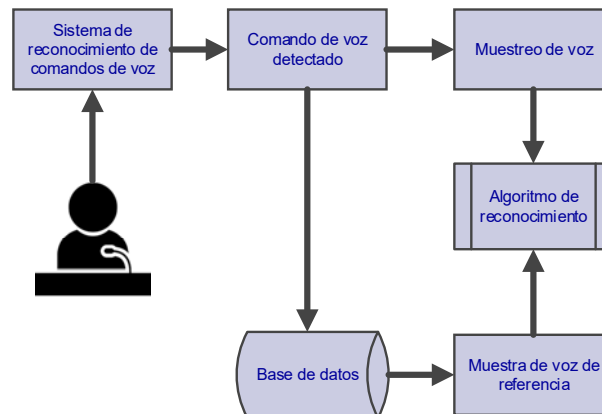 Sistema de
reconocimiento de
comandos de voz
Comando de voz
detectado
Muestreo de voz
Algoritmo de
reconocimiento
Base de datos
Muestra de voz de
referencia